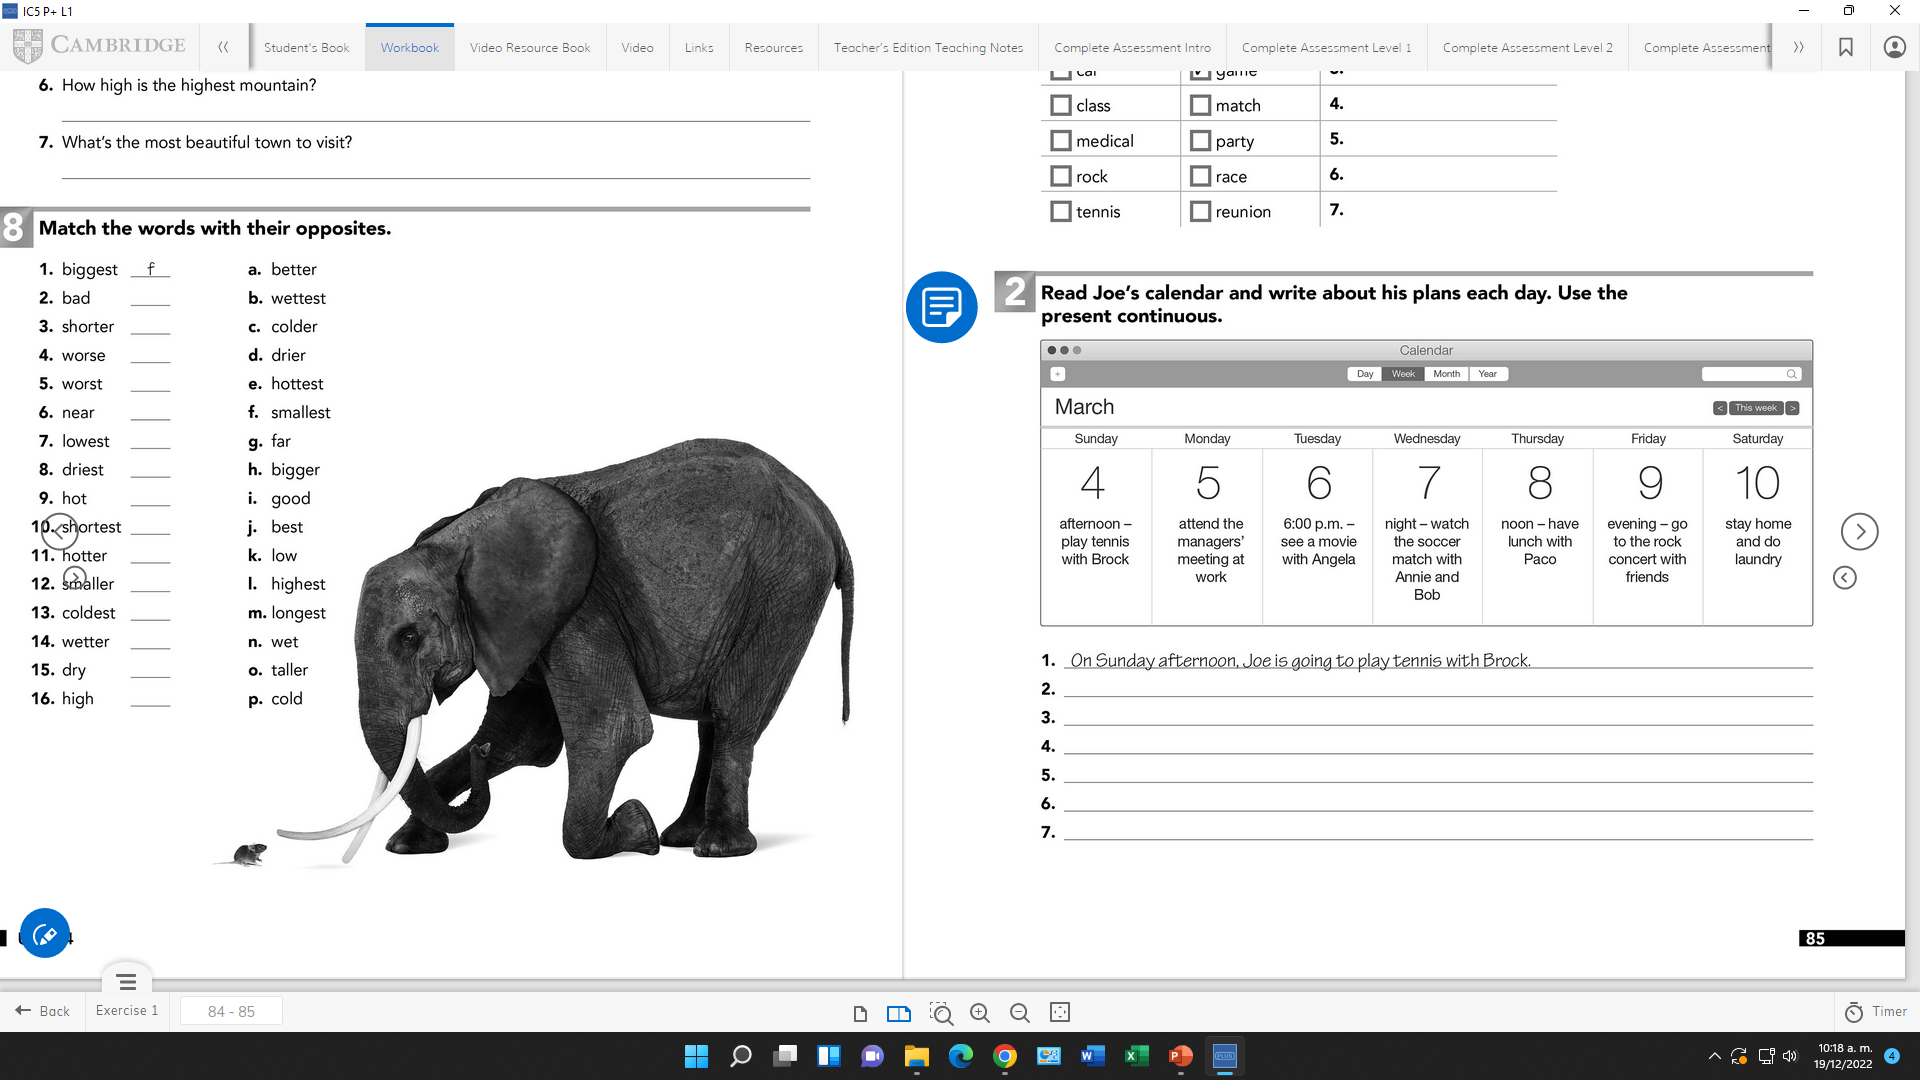 IC5 P+ L1
CAMBRIDGE
Student's Book
Workbook
Video Resource Book
Video
Links
Resources
Teacher's Edition Teaching Notes
Complete Assessment Intro
Complete Assessment Level 1
Complete Assessment Level 2
Complete Assessment
6. How high is the highest mountain?
7. What's the most beautiful town to visit?
8 Match the words with their opposites.
1. biggest f a. better
2. bad b. wettest
3. shorter c. colder
4. worse d. drier
5. worst e. hottest
6. near f. smallest
7. lowest g. far
8. driest h. bigger
9. hot i. good
10. shortest j. best
11. hotter k. low
12. smaller l. highest
13. coldest m. longest
14. wetter n. wet
15. dry o. taller
16. high p. cold
car game 3.
class match 4.
medical party 5.
rock race 6.
tennis reunion 7.
2 Read Joe's calendar and write about his plans each day. Use the
present continuous.
Calendar
+ Day Week Month Year
March < This week >
Sunday Monday Tuesday Wednesday Thursday Friday Saturday
4 5 6 7 8 9 10
afternoon – attend the 6:00 p.m. – night – watch noon – have evening – go stay home
play tennis managers' see a movie the soccer lunch with to the rock and do
with Brock meeting at with Angela match with Paco concert with laundry
work Annie and friends
Bob
1. On Sunday afternoon, Joe is going to play tennis with Brock.
2.
3.
4.
5.
6.
7.
85
Back
Exercise 1
84 - 85
Timer
PLUS
10:18 a. m.
19/12/2022
4